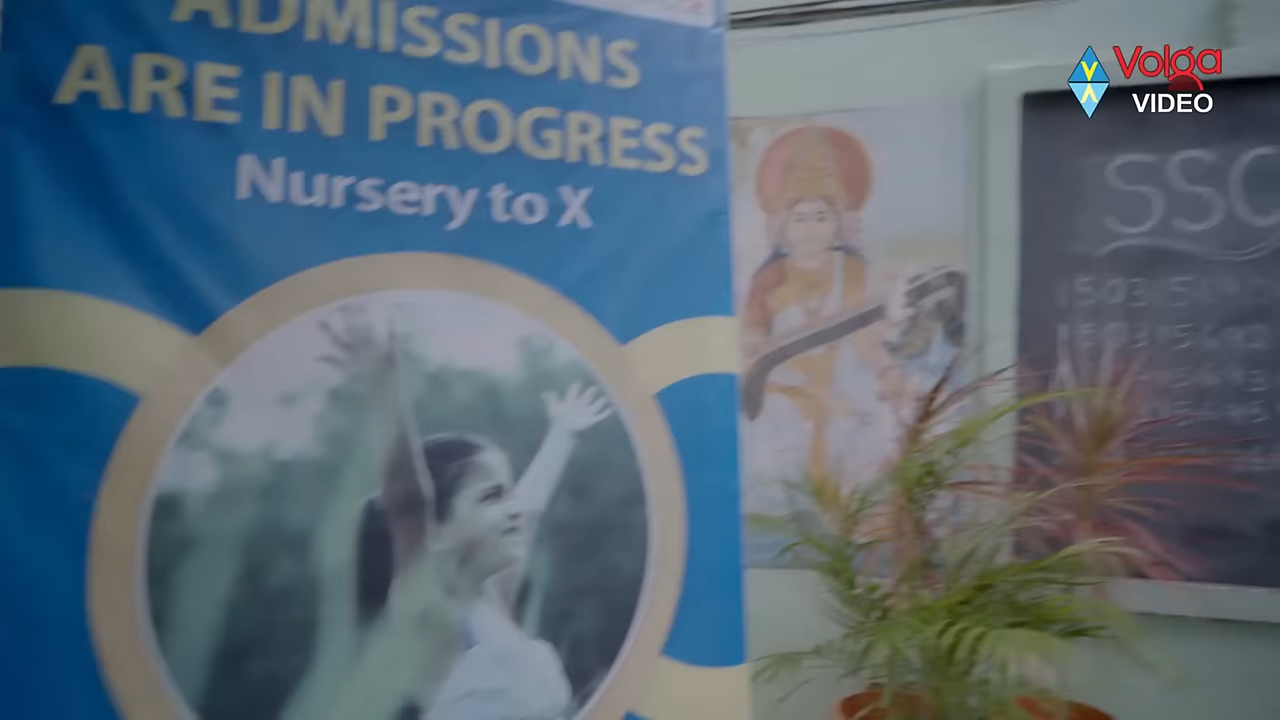 ADMISSIONS
ARE IN PROGRESS
Nursery to X
Volga
VIDEO
SSC